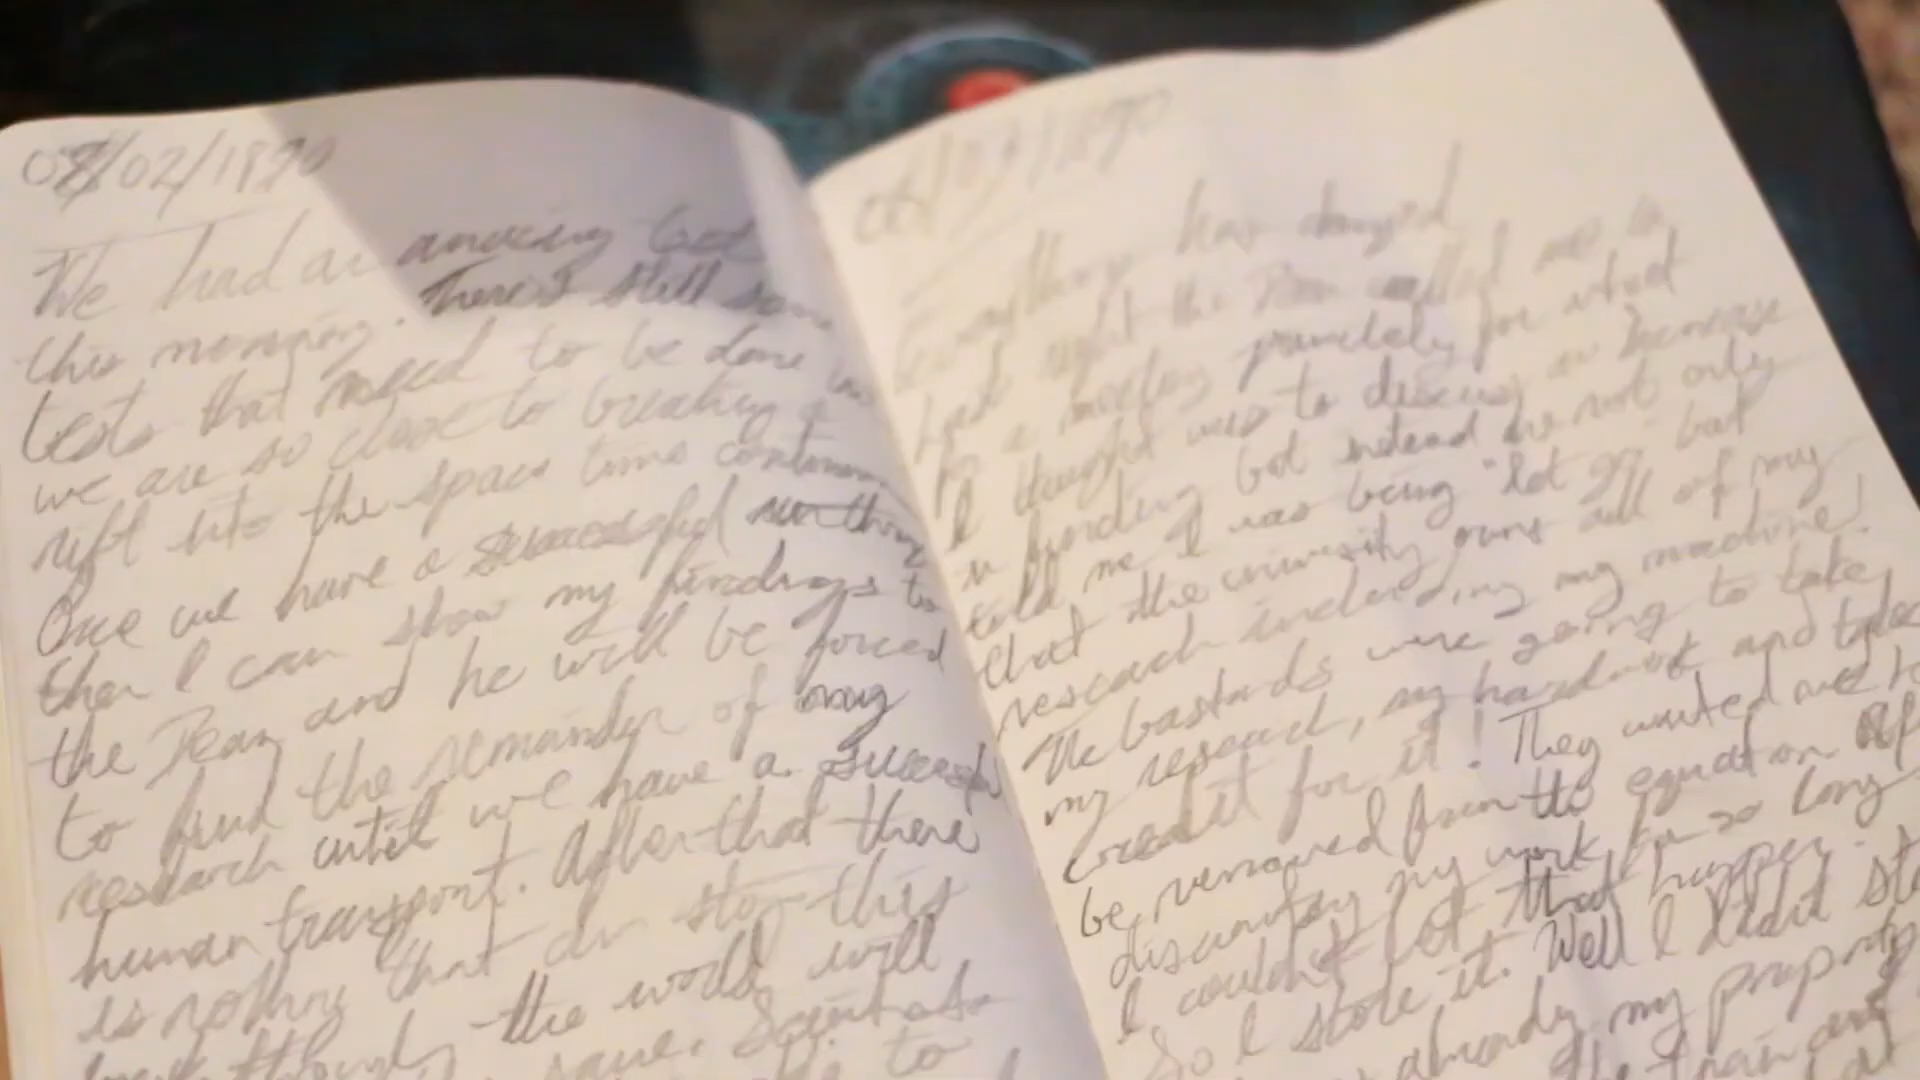 08/02/1890
We had an amazing test
this morning. There's still some
tests that need to be done but
we are so close to breaking a
rift into the space time continuum
Once we have a successful
then I can show my findings to
the Dean and he will be forced
to fund the remainder of my
research until we have a successful
human transport. After that there
is nothing that can stop this
the world will
same. Scientists
to
Everything has changed
Last night the Dean called me in
for a meeting privately for what
I thought was to discuss an increase
in funding but instead he not only
told me I was being "let go" but
that the university owns all of my
research including my machine!
The bastards were going to take
my research, my hardwork and take
credit for it! They wanted me to
be removed from the equation
my work for so long
I couldn't let that happen.
So I stole it. Well I didn't
already my property
the train